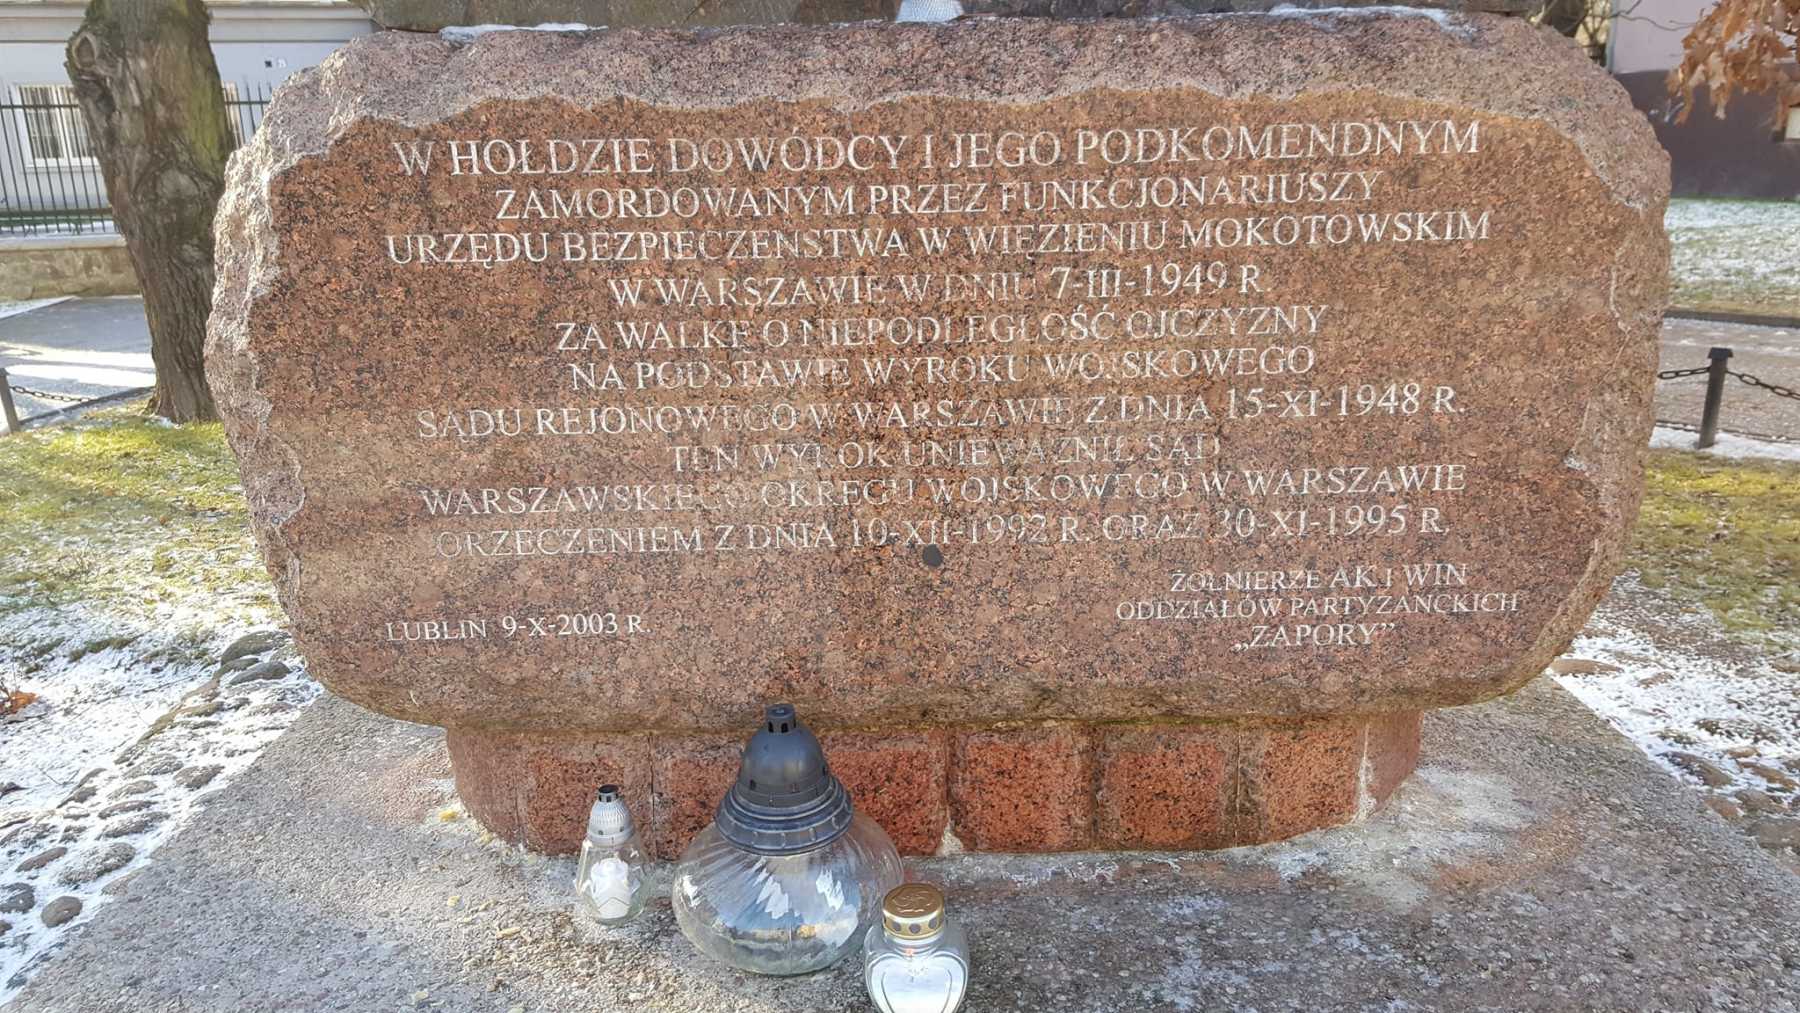 W HOŁDZIE DOWÓDCY I JEGO PODKOMENDNYM
ZAMORDOWANYM PRZEZ FUNKCJONARIUSZY
URZĘDU BEZPIECZEŃSTWA W WIĘZIENIU MOKOTOWSKIM
W WARSZAWIE W DNIU 7-III-1949 R.
ZA WALKĘ O NIEPODLEGŁOŚĆ OJCZYZNY
NA PODSTAWIE WYROKU WOJSKOWEGO
SĄDU REJONOWEGO W WARSZAWIE Z DNIA 15-XI-1948 R.
TEN WYROK UNIEWAŻNIŁ SĄD
WARSZAWSKIEGO OKRĘGU WOJSKOWEGO W WARSZAWIE
ORZECZENIEM Z DNIA 10-XII-1992 R. ORAZ 30-XI-1995 R.
ŻOŁNIERZE AK I WIN
ODDZIAŁÓW PARTYZANCKICH
„ZAPORY”
LUBLIN 9-X-2003 R.